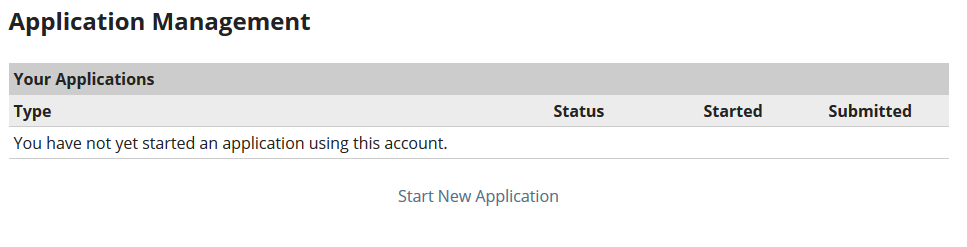 Application Management
Your Applications
Type Status Started Submitted
You have not yet started an application using this account.
Start New Application